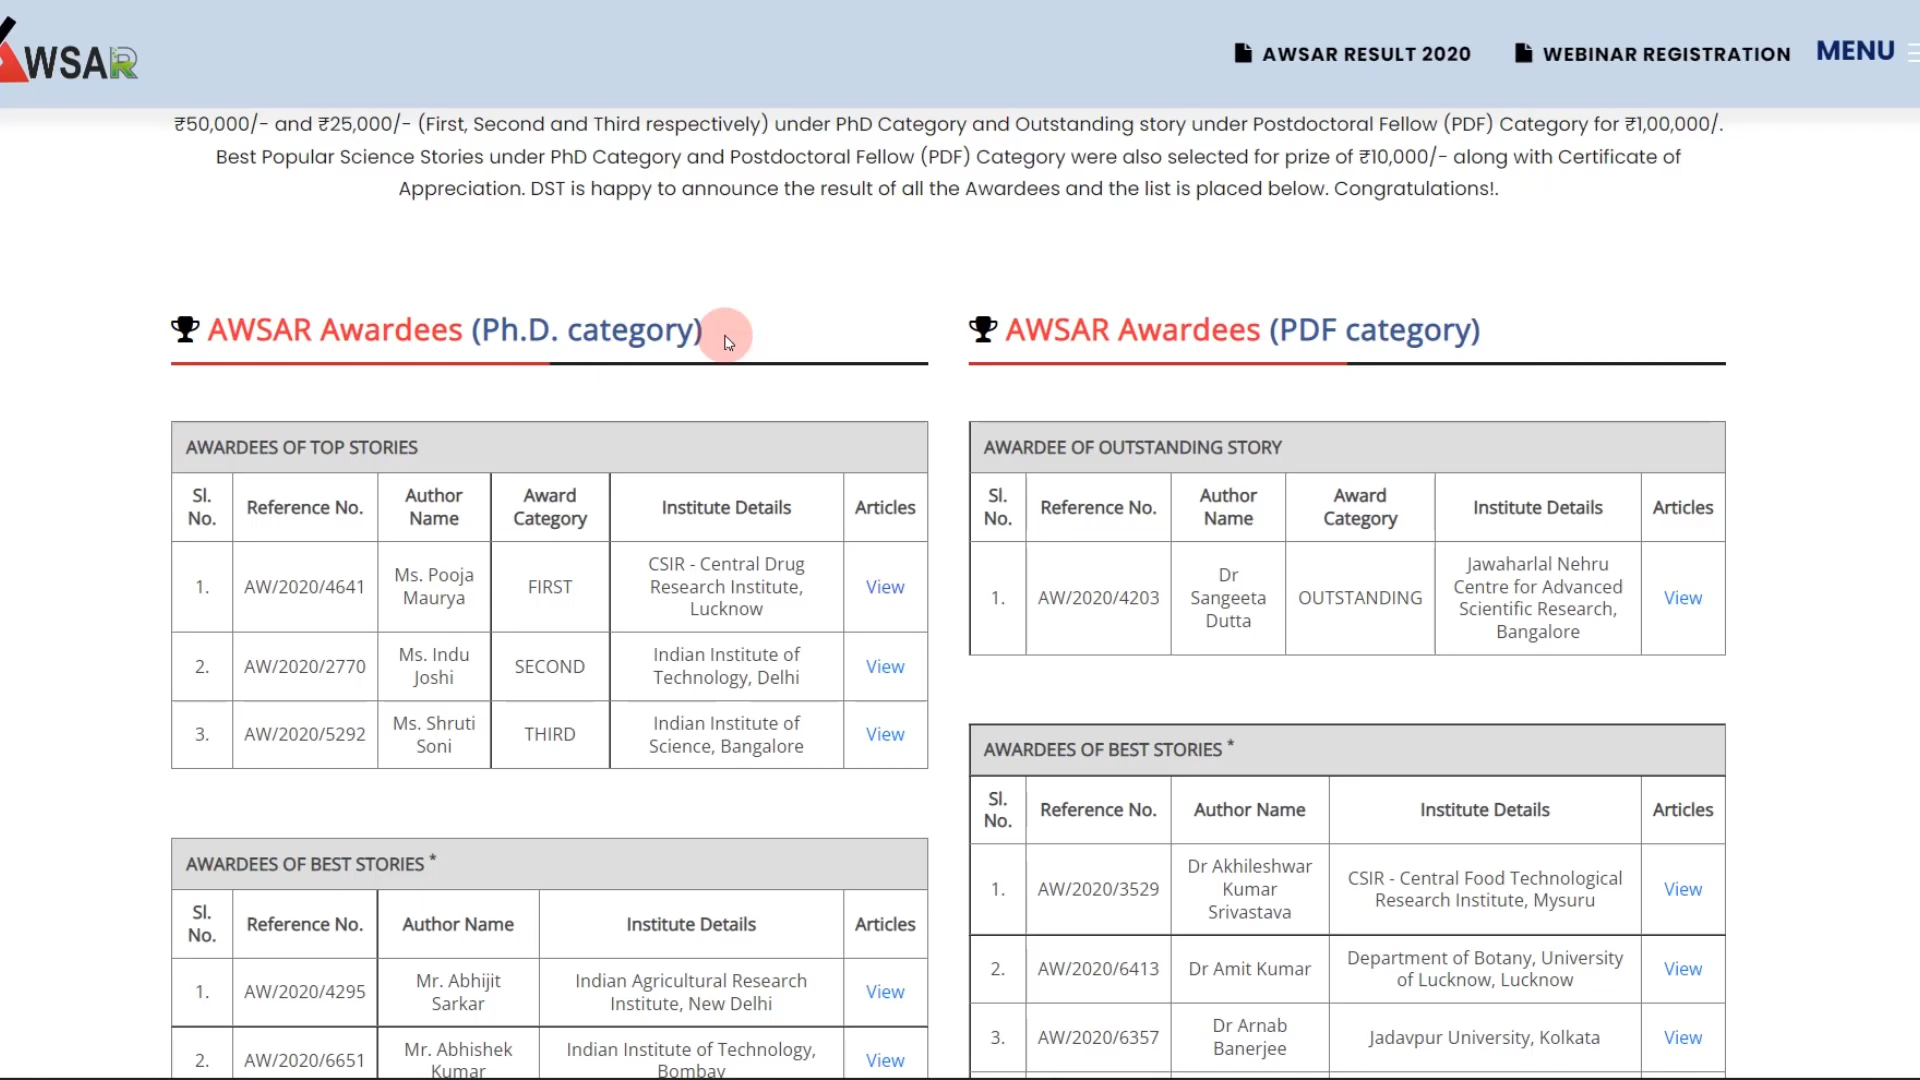 AWSAR
AWSAR RESULT 2020
WEBINAR REGISTRATION
MENU
₹50,000/- and ₹25,000/- (First, Second and Third respectively) under PhD Category and Outstanding story under Postdoctoral Fellow (PDF) Category for ₹1,00,000/.
Best Popular Science Stories under PhD Category and Postdoctoral Fellow (PDF) Category were also selected for prize of ₹10,000/- along with Certificate of
Appreciation. DST is happy to announce the result of all the Awardees and the list is placed below. Congratulations!.
AWSAR Awardees (Ph.D. category)
AWARDEES OF TOP STORIES
Sl. No. Reference No. Author Name Award Category Institute Details Articles
1. AW/2020/4641 Ms. Pooja Maurya FIRST CSIR - Central Drug Research Institute, Lucknow View
2. AW/2020/2770 Ms. Indu Joshi SECOND Indian Institute of Technology, Delhi View
3. AW/2020/5292 Ms. Shruti Soni THIRD Indian Institute of Science, Bangalore View
AWARDEES OF BEST STORIES *
Sl. No. Reference No. Author Name Institute Details Articles
1. AW/2020/4295 Mr. Abhijit Sarkar Indian Agricultural Research Institute, New Delhi View
2. AW/2020/6651 Mr. Abhishek Kumar Indian Institute of Technology, Bombay View
AWSAR Awardees (PDF category)
AWARDEE OF OUTSTANDING STORY
Sl. No. Reference No. Author Name Award Category Institute Details Articles
1. AW/2020/4203 Dr Sangeeta Dutta OUTSTANDING Jawaharlal Nehru Centre for Advanced Scientific Research, Bangalore View
AWARDEES OF BEST STORIES *
Sl. No. Reference No. Author Name Institute Details Articles
1. AW/2020/3529 Dr Akhileshwar Kumar Srivastava CSIR - Central Food Technological Research Institute, Mysuru View
2. AW/2020/6413 Dr Amit Kumar Department of Botany, University of Lucknow, Lucknow View
3. AW/2020/6357 Dr Arnab Banerjee Jadavpur University, Kolkata View